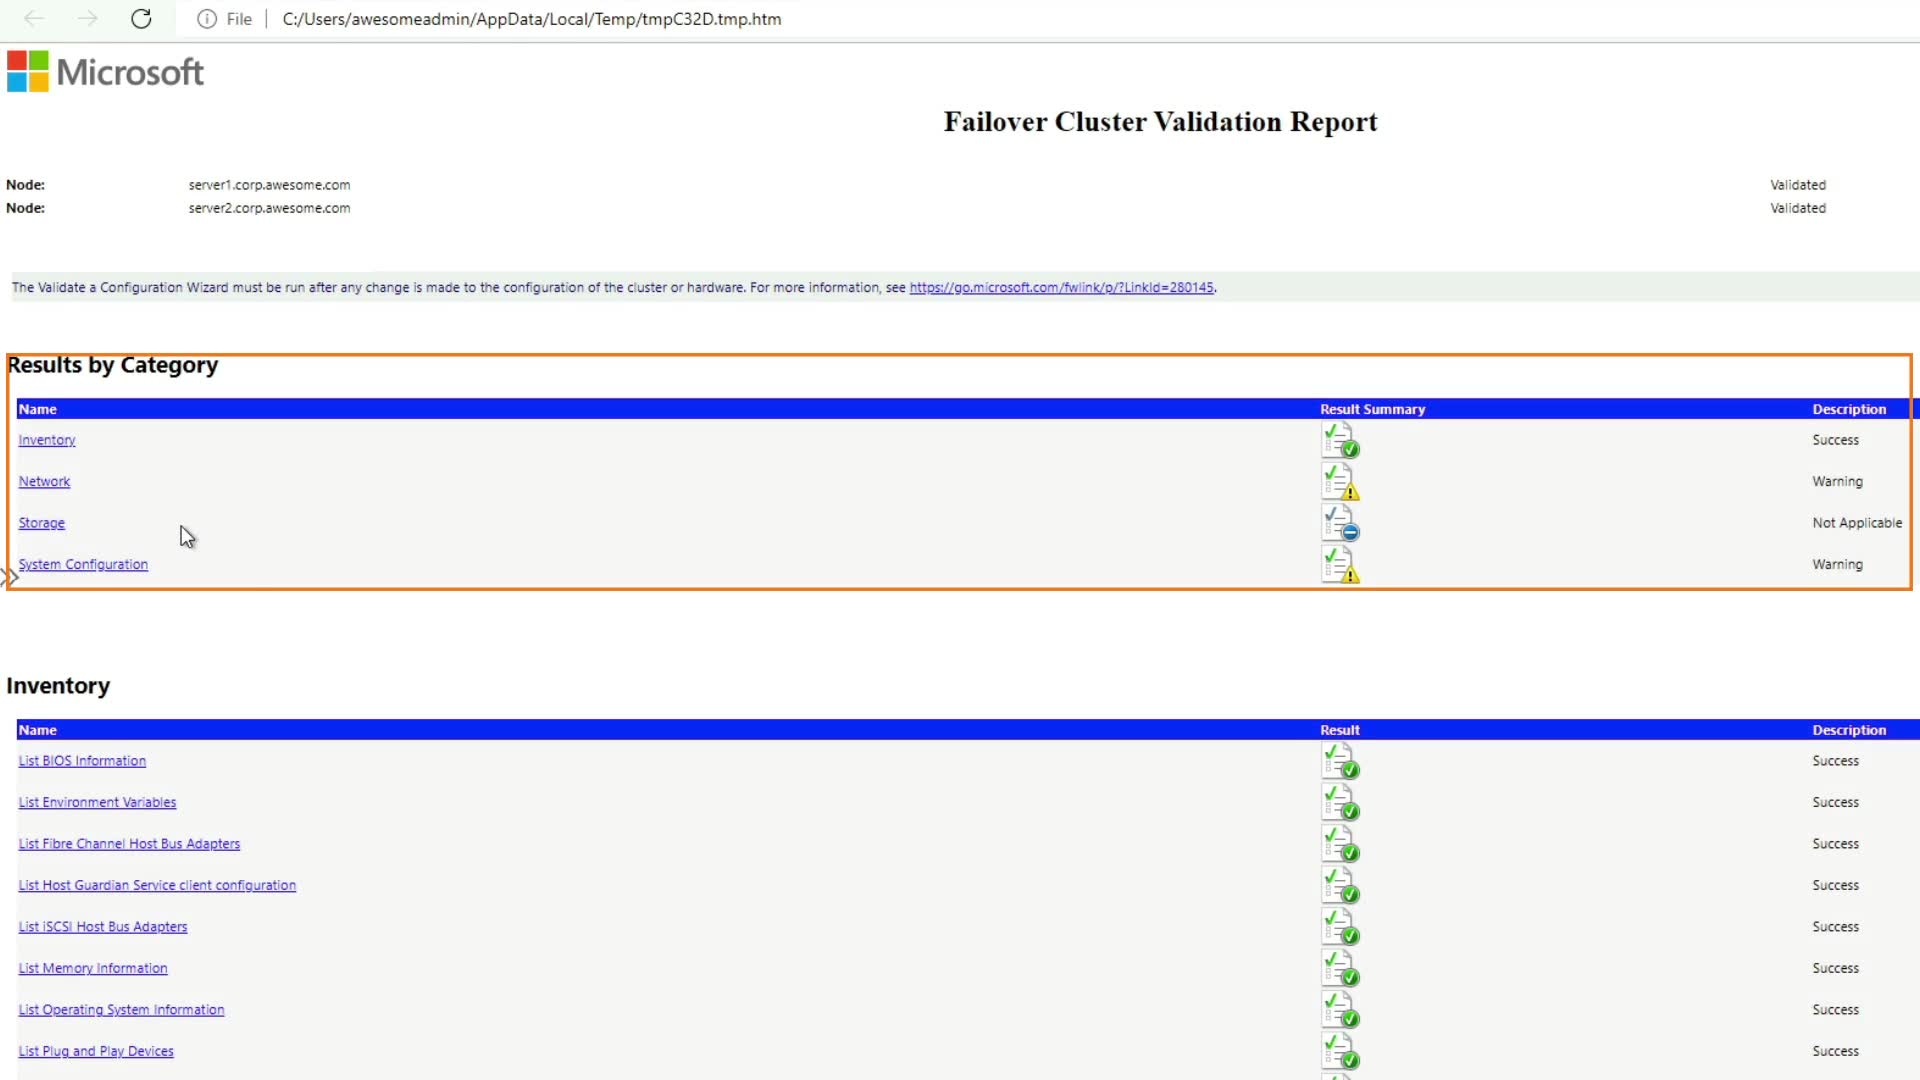 File C:/Users/awesomeadmin/AppData/Local/Temp/tmpC32D.tmp.htm
Microsoft
Failover Cluster Validation Report
Node: server1.corp.awesome.com Validated
Node: server2.corp.awesome.com Validated
The Validate a Configuration Wizard must be run after any change is made to the configuration of the cluster or hardware. For more information, see https://go.microsoft.com/fwlink/p/?LinkId=280145.
Results by Category
Name Result Summary Description
Inventory Success
Network Warning
Storage Not Applicable
System Configuration Warning
Inventory
Name Result Description
List BIOS Information Success
List Environment Variables Success
List Fibre Channel Host Bus Adapters Success
List Host Guardian Service client configuration Success
List iSCSI Host Bus Adapters Success
List Memory Information Success
List Operating System Information Success
List Plug and Play Devices Success